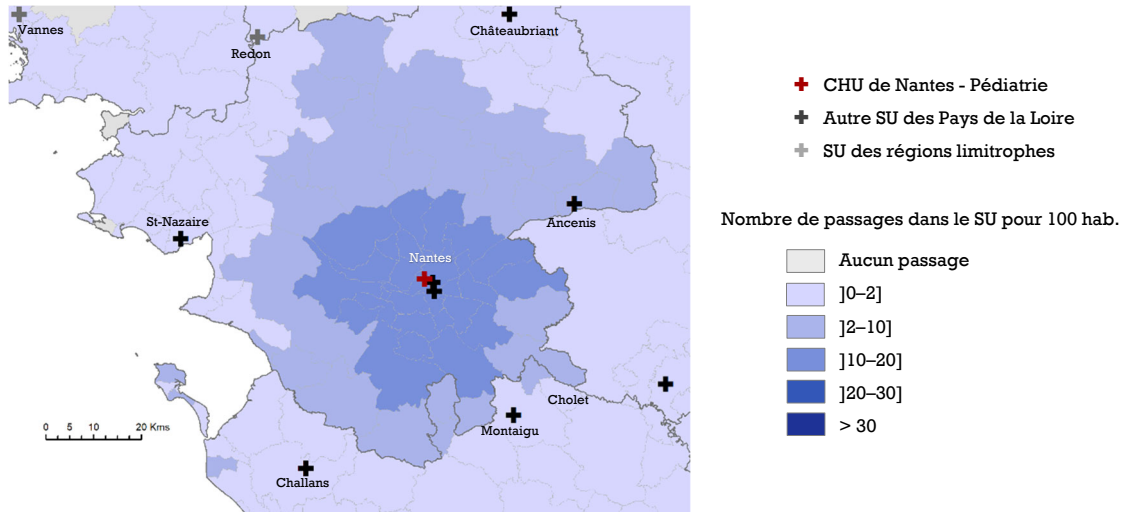 Vannes
Redon
Châteaubriant
St-Nazaire
Ancenis
Nantes
Cholet
Montaigu
Challans
0 5 10 20 Kms
CHU de Nantes - Pédiatrie
Autre SU des Pays de la Loire
SU des régions limitrophes
Nombre de passages dans le SU pour 100 hab.
Aucun passage
]0–2]
]2–10]
]10–20]
]20–30]
> 30